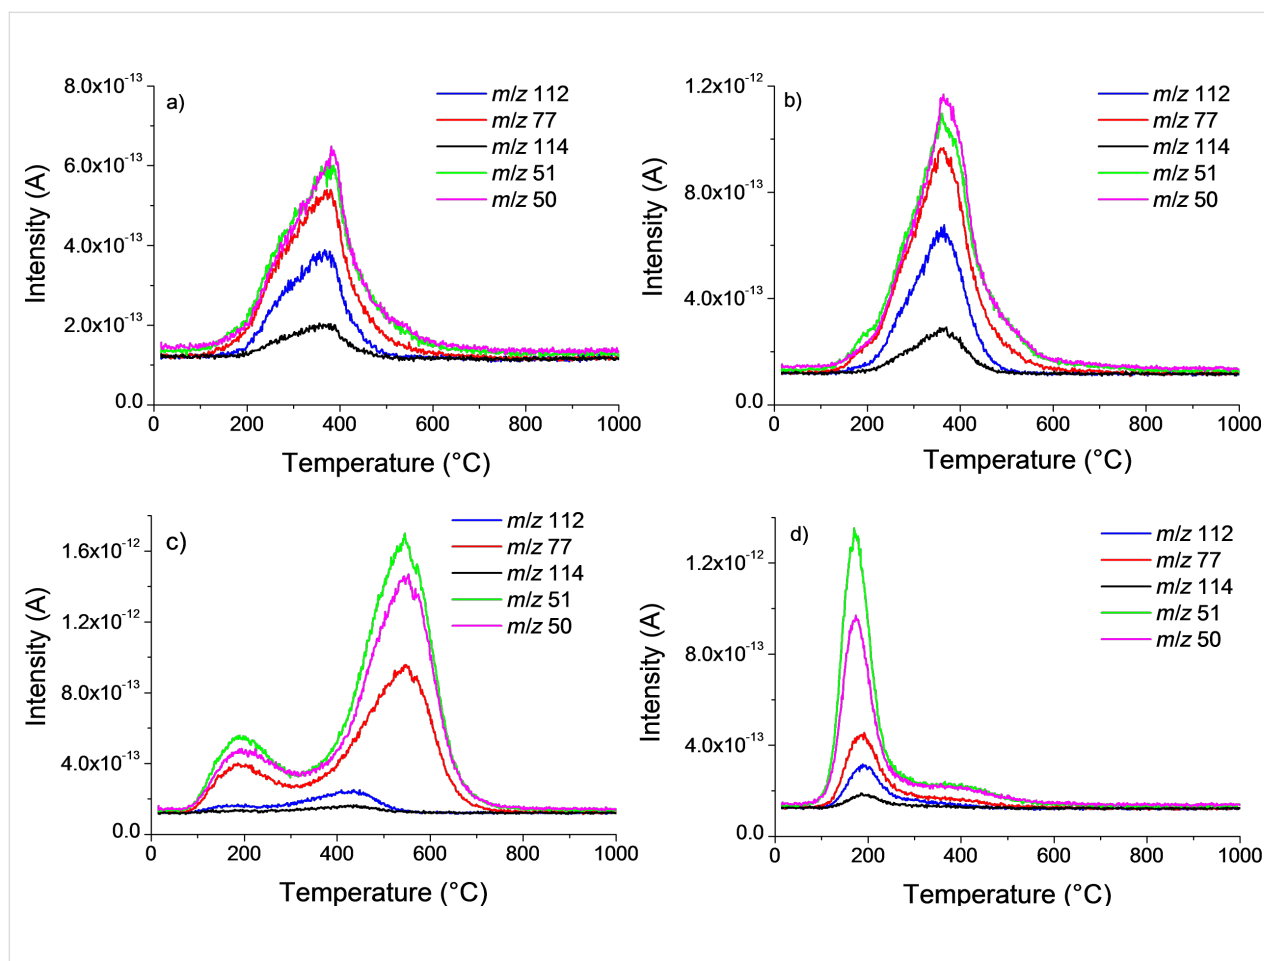 a)
8.0x10-13
6.0x10-13
4.0x10-13
2.0x10-13
0.0
Intensity (A)
m/z 112
m/z 77
m/z 114
m/z 51
m/z 50
0 200 400 600 800 1000
Temperature (°C)
b)
1.2x10-12
8.0x10-13
4.0x10-13
0.0
Intensity (A)
m/z 112
m/z 77
m/z 114
m/z 51
m/z 50
0 200 400 600 800 1000
Temperature (°C)
c)
1.6x10-12
1.2x10-12
8.0x10-13
4.0x10-13
0.0
Intensity (A)
m/z 112
m/z 77
m/z 114
m/z 51
m/z 50
0 200 400 600 800 1000
Temperature (°C)
d)
1.2x10-12
8.0x10-13
4.0x10-13
0.0
Intensity (A)
m/z 112
m/z 77
m/z 114
m/z 51
m/z 50
0 200 400 600 800 1000
Temperature (°C)